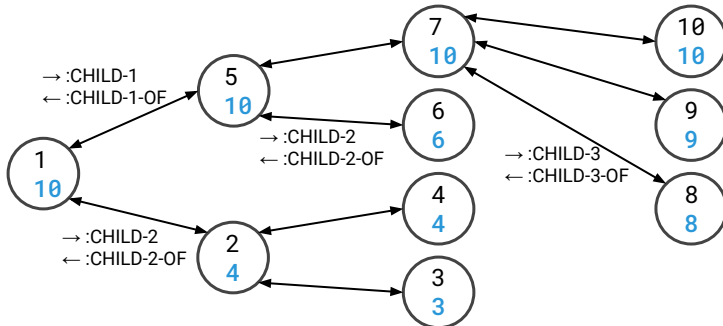 7
10
10
10
→ :CHILD-1
← :CHILD-1-OF
5
10
6
6
9
9
→ :CHILD-2
← :CHILD-2-OF
→ :CHILD-3
← :CHILD-3-OF
1
10
4
4
8
8
→ :CHILD-2
← :CHILD-2-OF
2
4
3
3